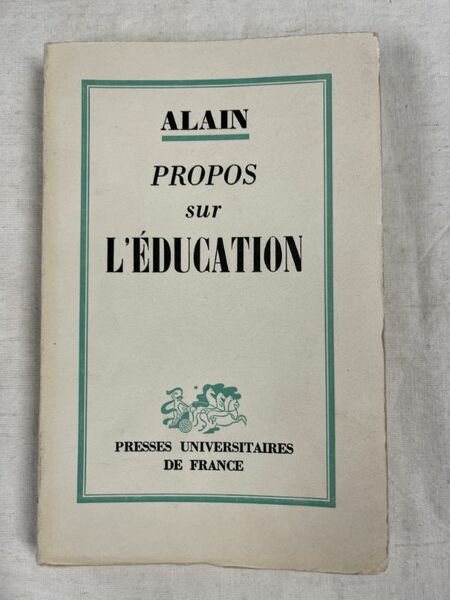 ALAIN
PROPOS
sur
L'ÉDUCATION
PRESSES UNIVERSITAIRES
DE FRANCE